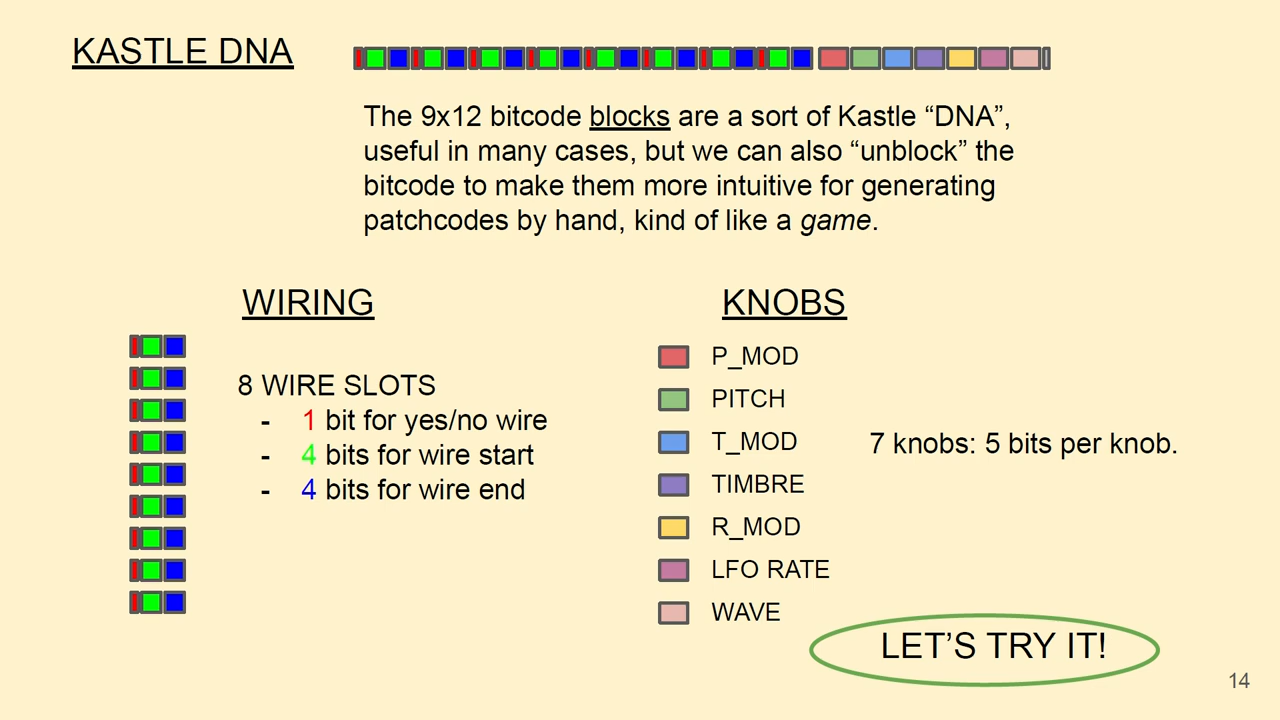 KASTLE DNA
The 9x12 bitcode blocks are a sort of Kastle “DNA”,
useful in many cases, but we can also “unblock” the
bitcode to make them more intuitive for generating
patchcodes by hand, kind of like a game.
WIRING
8 WIRE SLOTS
- 1 bit for yes/no wire
- 4 bits for wire start
- 4 bits for wire end
KNOBS
P_MOD
PITCH
T_MOD
TIMBRE
R_MOD
LFO RATE
WAVE
7 knobs: 5 bits per knob.
LET’S TRY IT!
14